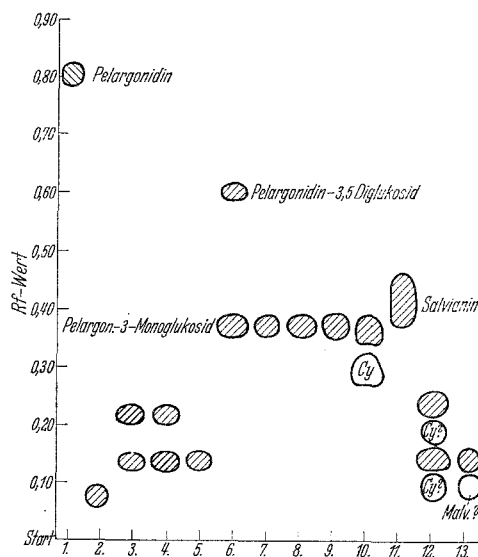 0,90
Pelargonidin
0,80
0,70
0,60
Pelargonidin-3,5 Diglukosid
0,50
Rf-Wert
0,40
Salvianin
Pelargon-3-Monoglukosid
0,30
Cy
0,20
Cy?
0,10
Cy?
Malv.?
Start
1. 2. 3. 4. 5. 6. 7. 8. 9. 10. 11. 12. 13.